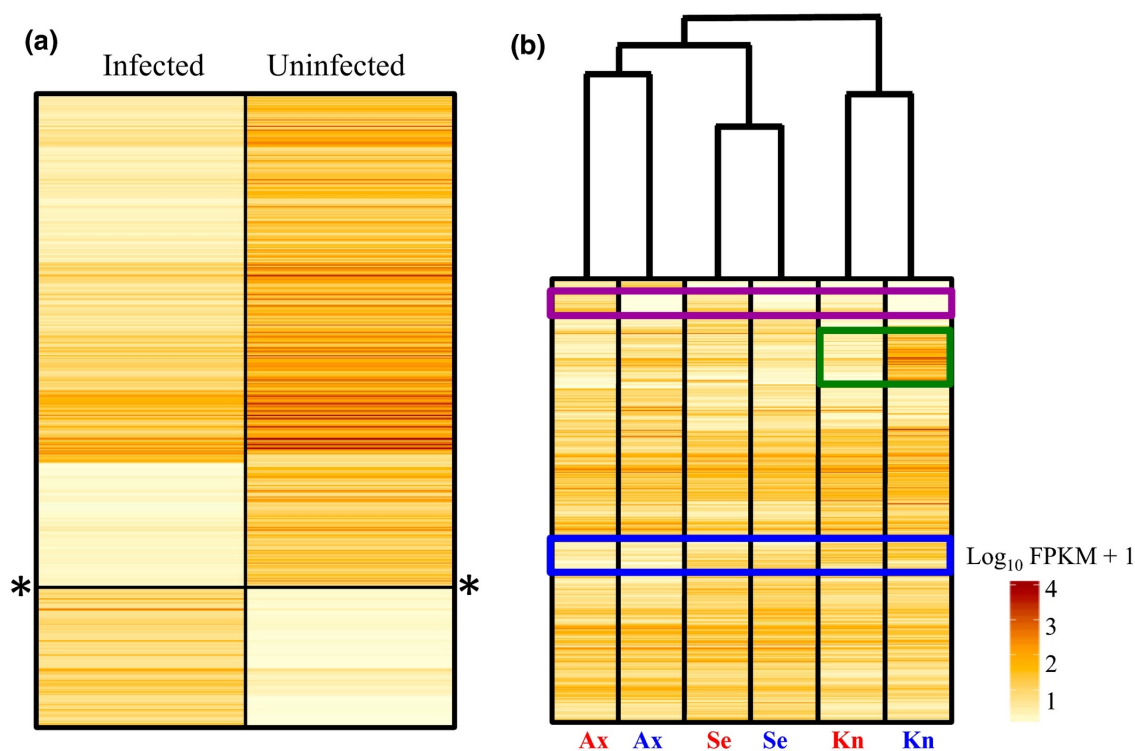 (a)
Infected Uninfected
* *
(b)
Log₁₀ FPKM + 1
4
3
2
1
Ax Ax Se Se Kn Kn